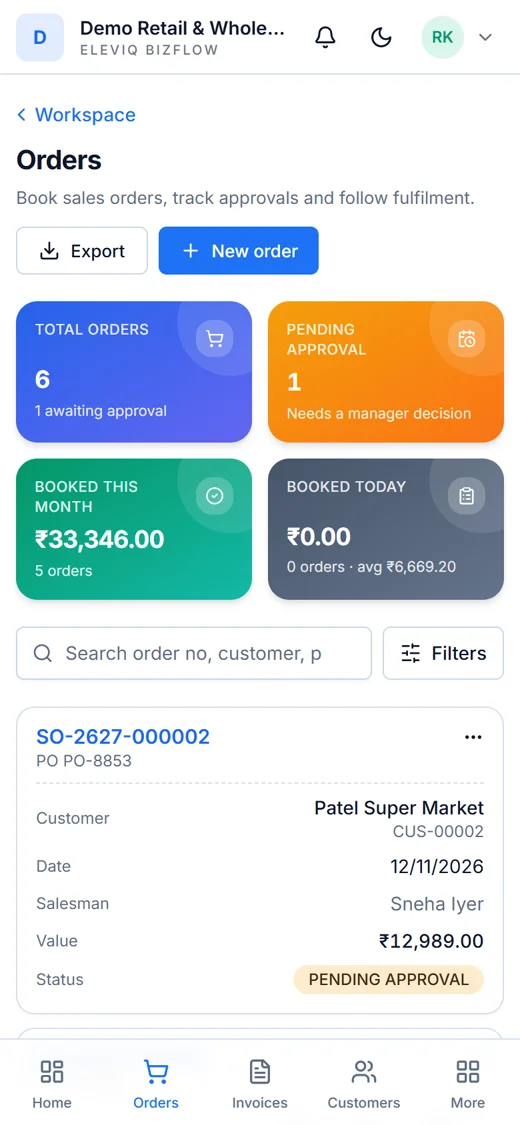 D
Demo Retail & Whole...
ELEVIQ BIZFLOW
RK
Workspace
Orders
Book sales orders, track approvals and follow fulfilment.
Export
New order
TOTAL ORDERS
6
1 awaiting approval
PENDING
APPROVAL
1
Needs a manager decision
BOOKED THIS
MONTH
₹33,346.00
5 orders
BOOKED TODAY
₹0.00
0 orders · avg ₹6,669.20
Search order no, customer, p
Filters
SO-2627-000002
PO PO-8853
Customer
Patel Super Market
CUS-00002
Date
12/11/2026
Salesman
Sneha Iyer
Value
₹12,989.00
Status
PENDING APPROVAL
Home
Orders
Invoices
Customers
More